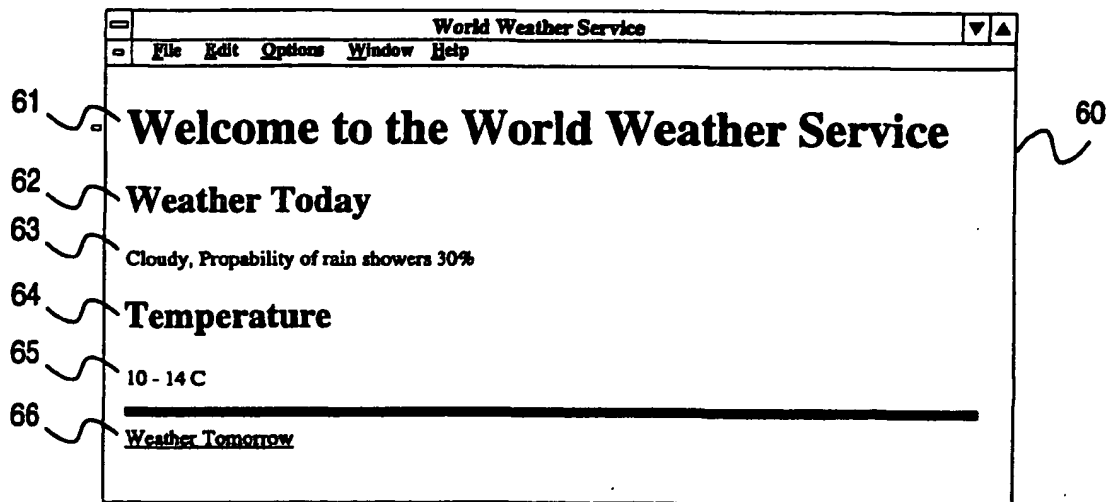 World Weather Service
File Edit Options Window Help
61
Welcome to the World Weather Service
60
62
Weather Today
63
Cloudy, Propability of rain showers 30%
64
Temperature
65
10 - 14 C
66
Weather Tomorrow